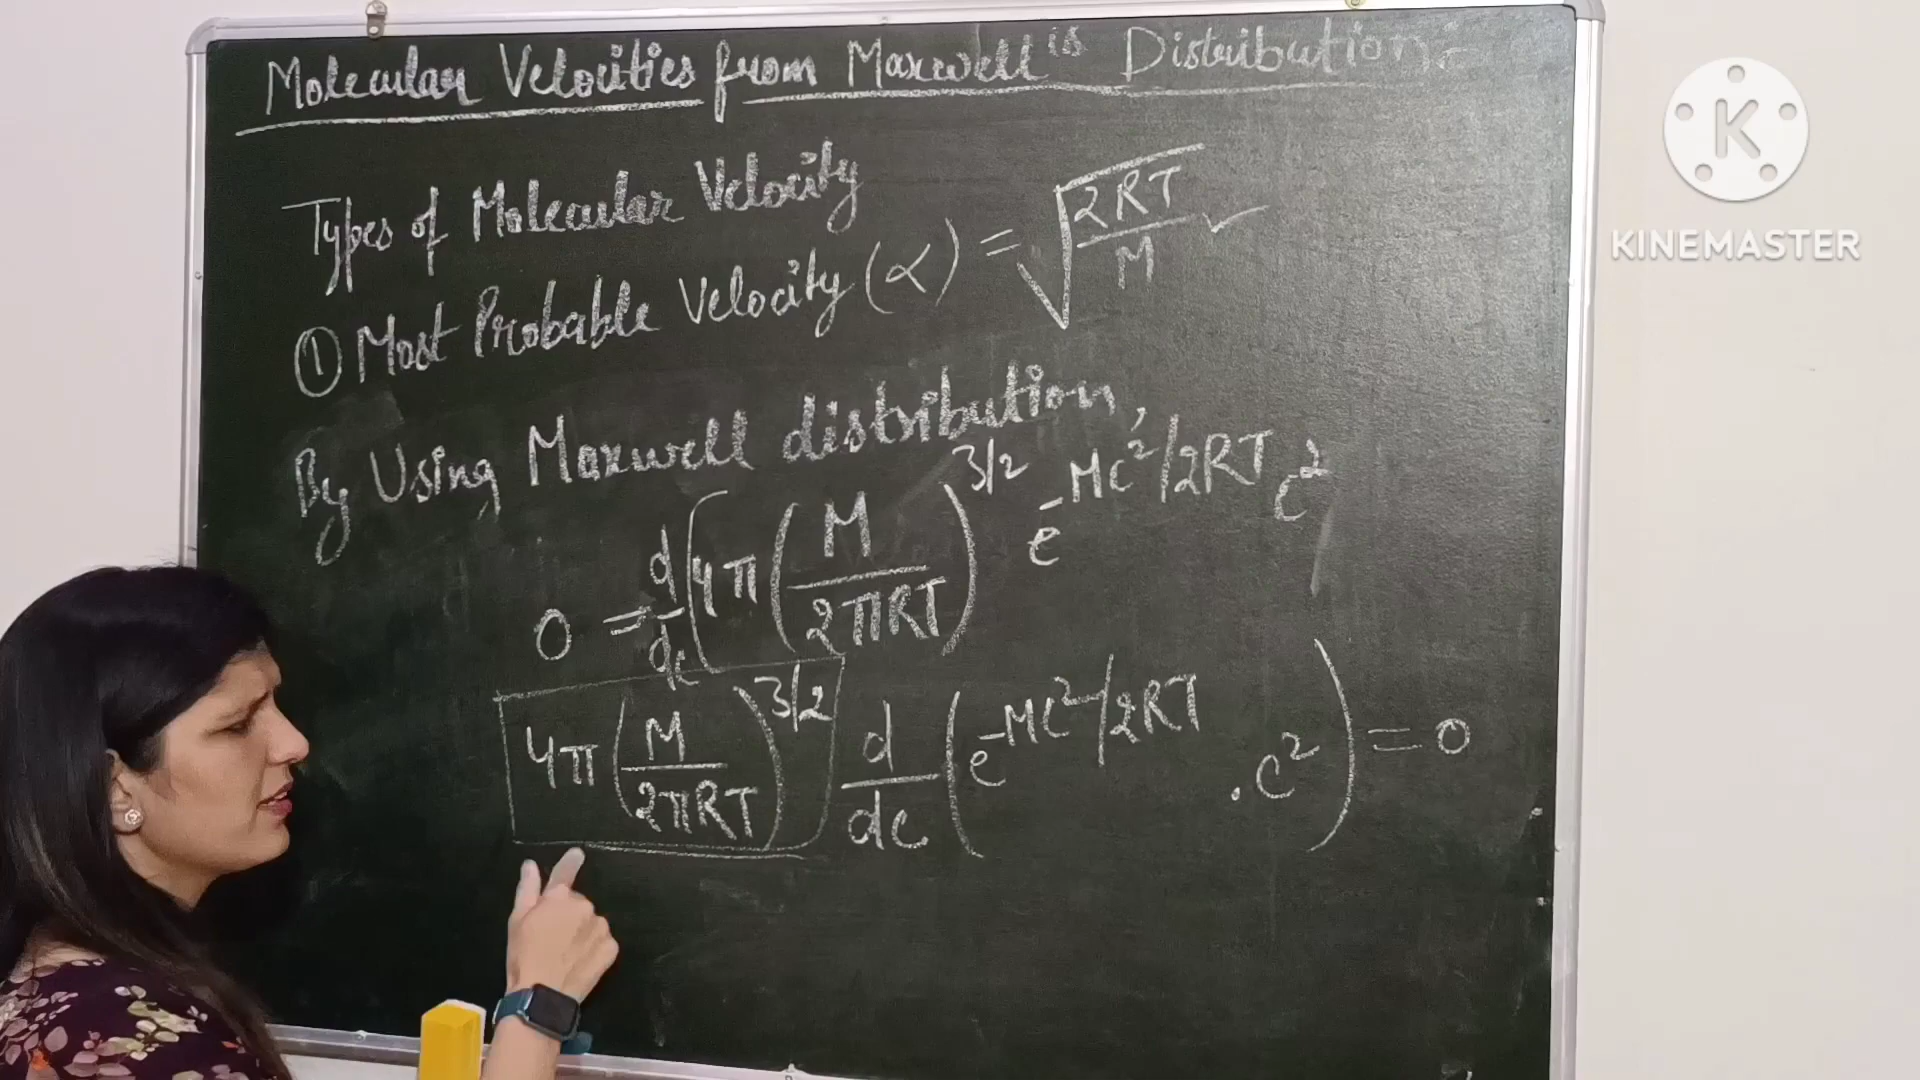 Molecular Velocities from Maxwell's Distribution:-
Types of Molecular Velocity
① Most Probable Velocity (α) = √(2RT/M) ✓
By Using Maxwell distribution,
0 = d/dc (4π (M/2πRT)^3/2 e^-MC²/2RT c²
4π (M/2πRT)^3/2 d/dc (e^-MC²/2RT . c²) = 0
K
KINEMASTER